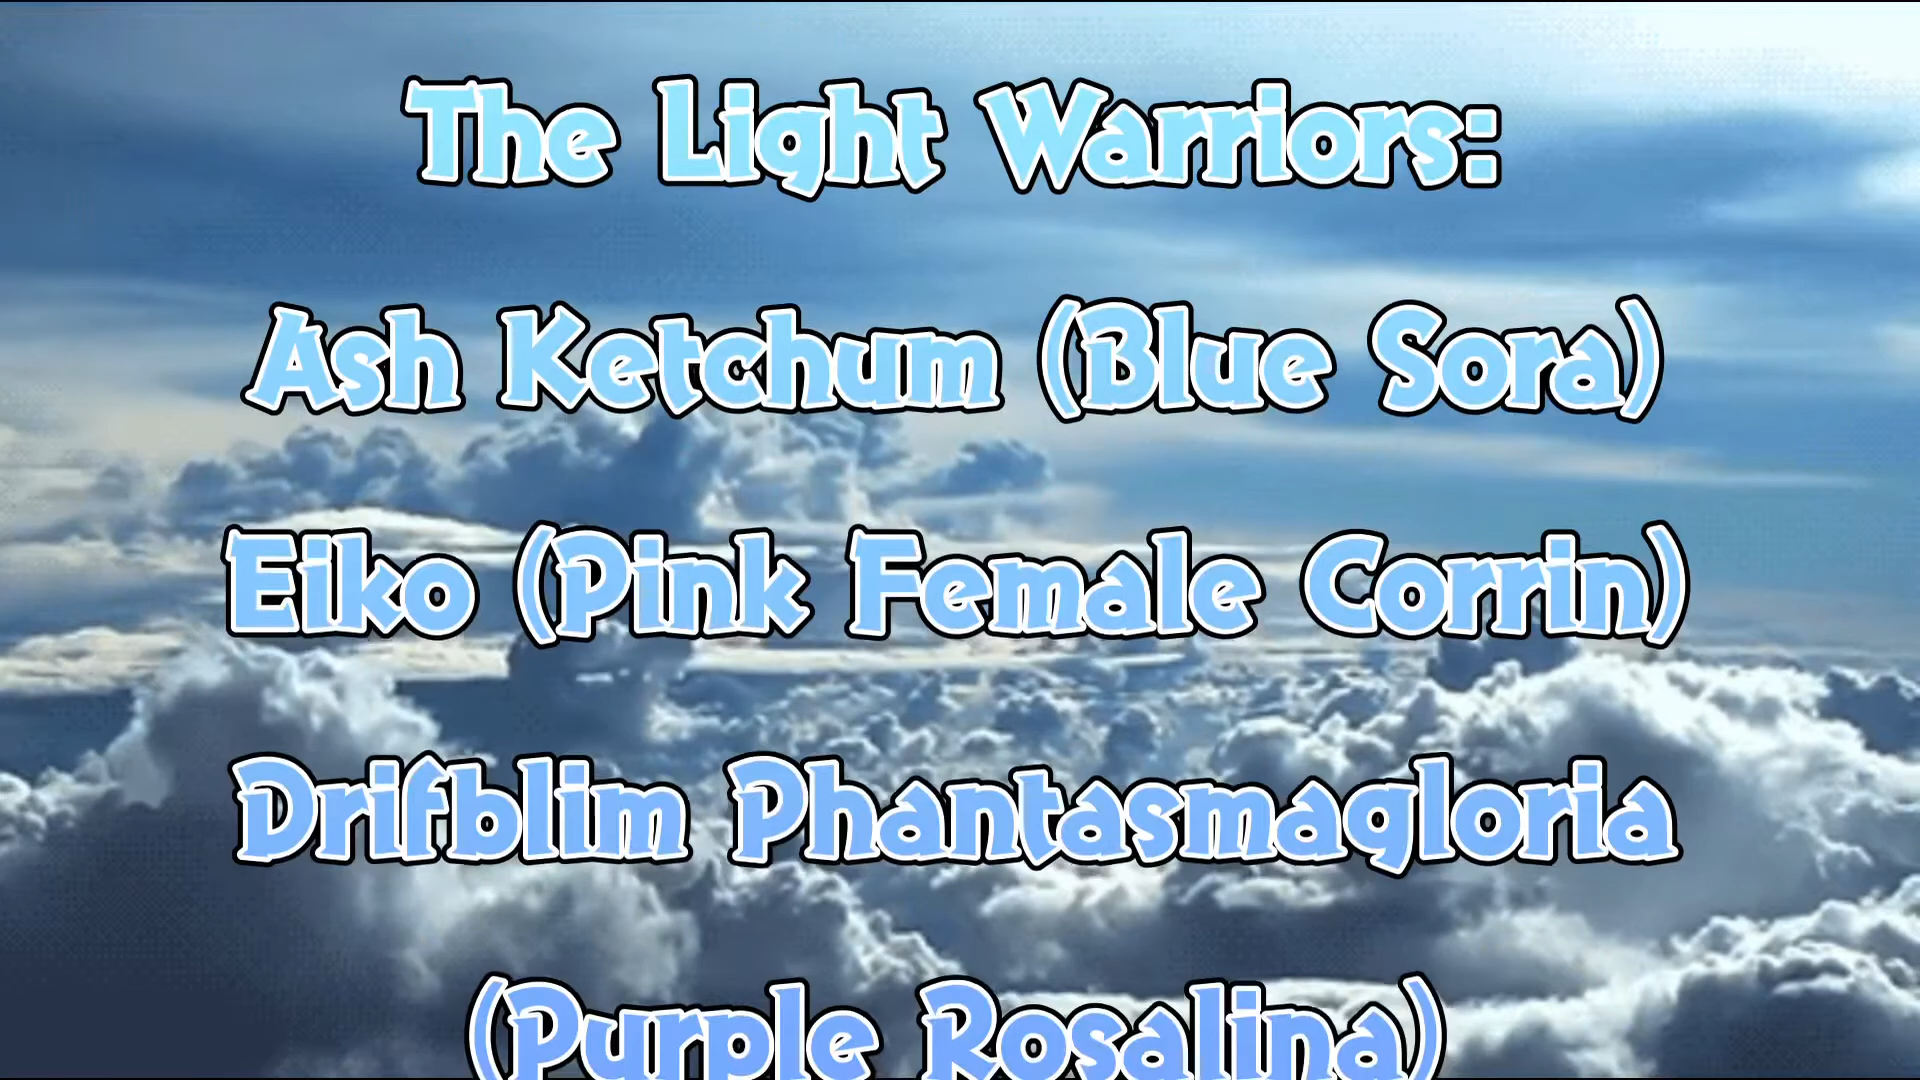 The Light Warriors:
Ash Ketchum (Blue Sora)
Eiko (Pink Female Corrin)
Drifblim Phantasmagloria
(Purple Rosalina)